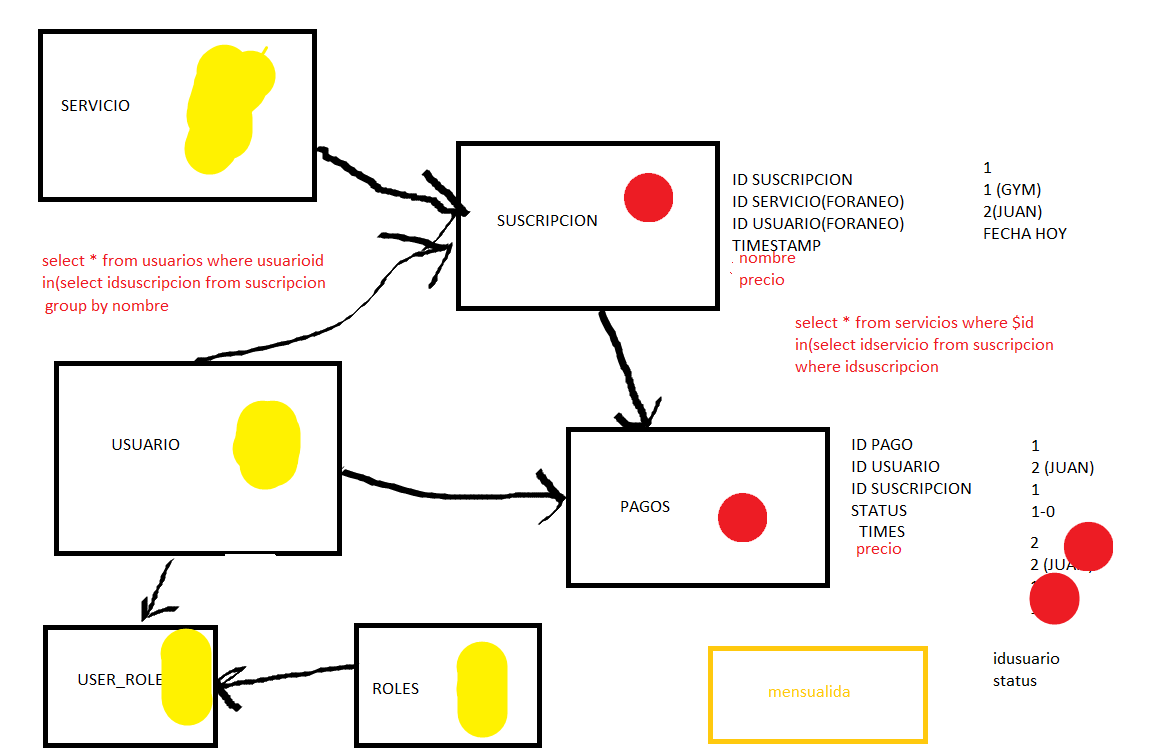 SERVICIO
SUSCRIPCION
ID SUSCRIPCION
ID SERVICIO(FORANEO)
ID USUARIO(FORANEO)
TIMESTAMP
nombre
precio
1
1 (GYM)
2(JUAN)
FECHA HOY
select * from usuarios where usuarioid
in(select idsuscripcion from suscripcion
group by nombre
select * from servicios where $id
in(select idservicio from suscripcion
where idsuscripcion
USUARIO
PAGOS
ID PAGO
ID USUARIO
ID SUSCRIPCION
STATUS
TIMES
precio
1
2 (JUAN)
1
1-0
2
2 (JUA
USER_ROLE
ROLES
mensualida
idusuario
status